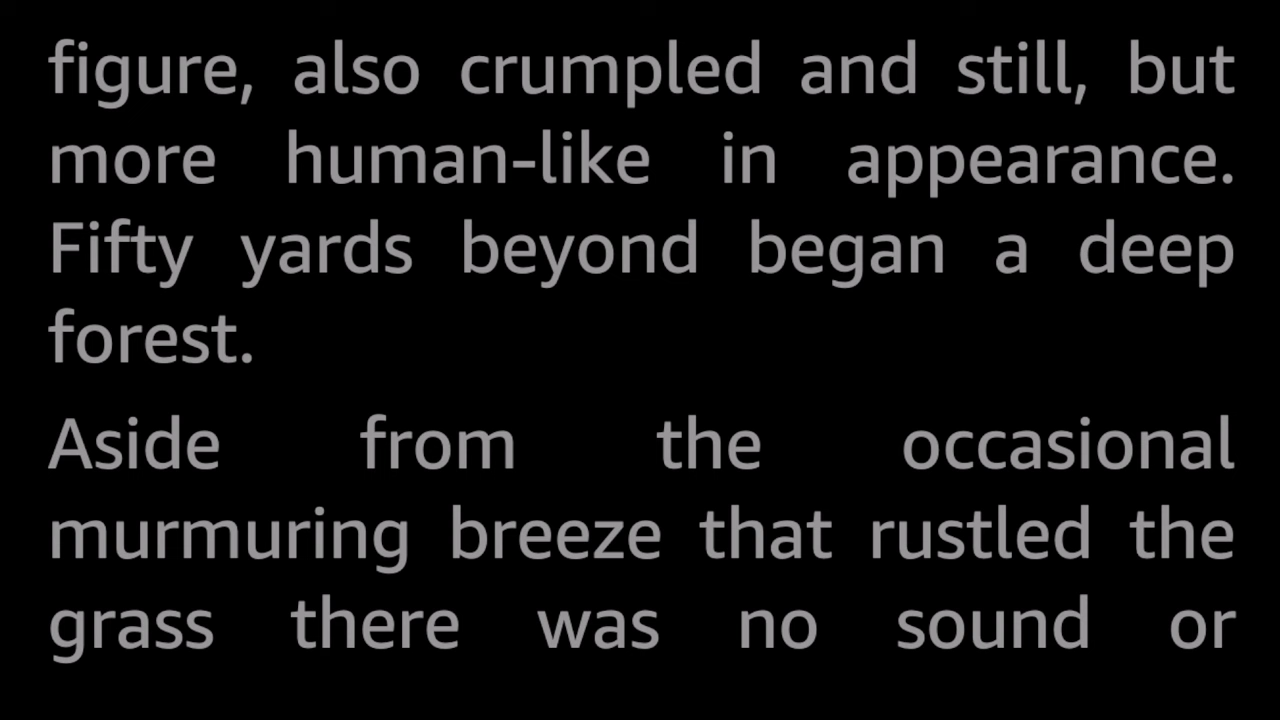 figure, also crumpled and still, but
more human-like in appearance.
Fifty yards beyond began a deep
forest.
Aside from the occasional
murmuring breeze that rustled the
grass there was no sound or